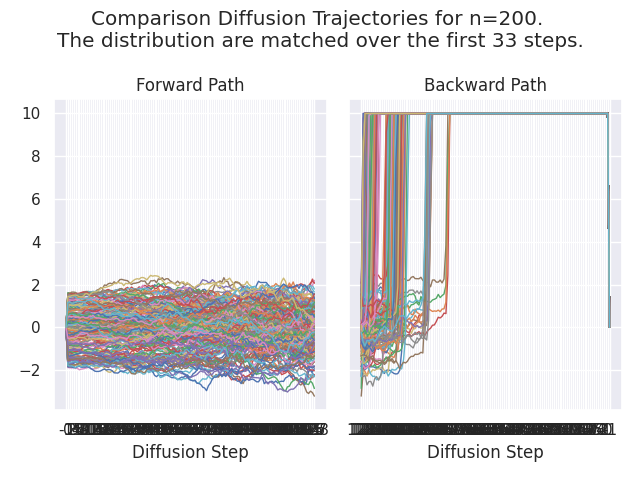 Comparison Diffusion Trajectories for n=200.
The distribution are matched over the first 33 steps.
Forward Path
Backward Path
10
8
6
4
2
0
−2
Diffusion Step
Diffusion Step